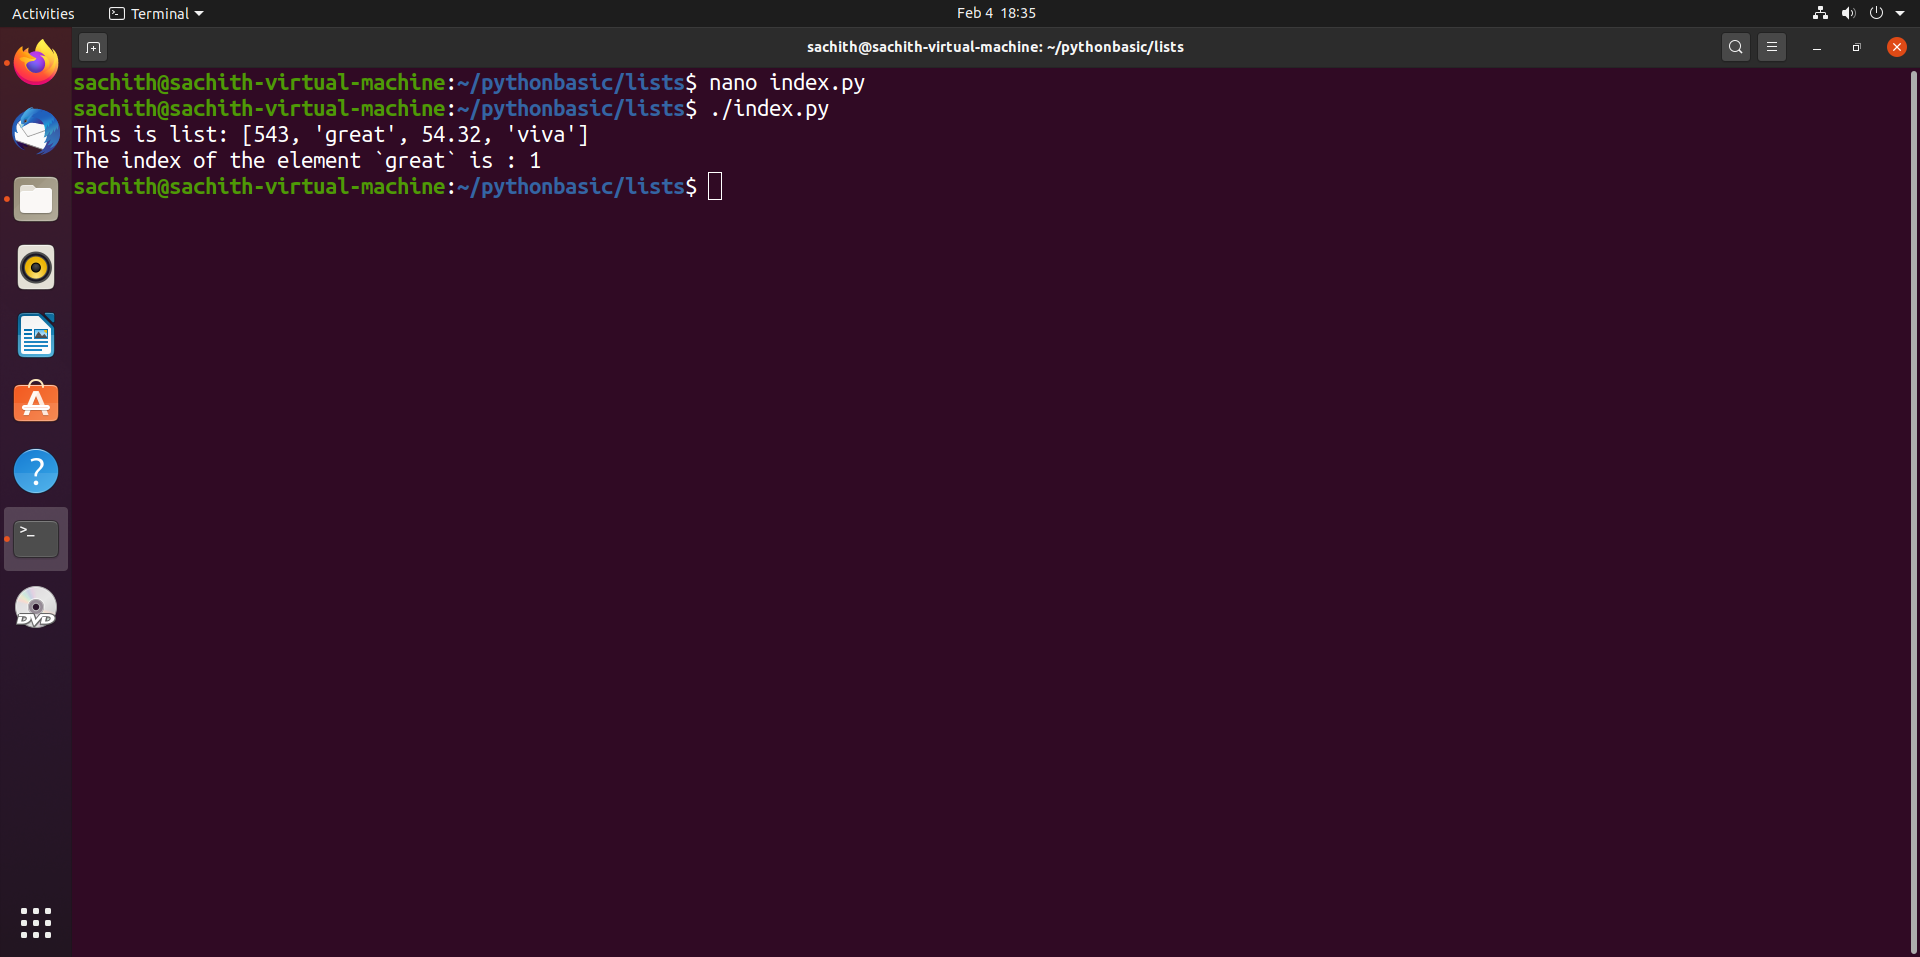 Activities
Terminal
Feb 4 18:35
sachith@sachith-virtual-machine: ~/pythonbasic/lists
sachith@sachith-virtual-machine:~/pythonbasic/lists$ nano index.py
sachith@sachith-virtual-machine:~/pythonbasic/lists$ ./index.py
This is list: [543, 'great', 54.32, 'viva']
The index of the element `great` is : 1
sachith@sachith-virtual-machine:~/pythonbasic/lists$
?
>_
DVD